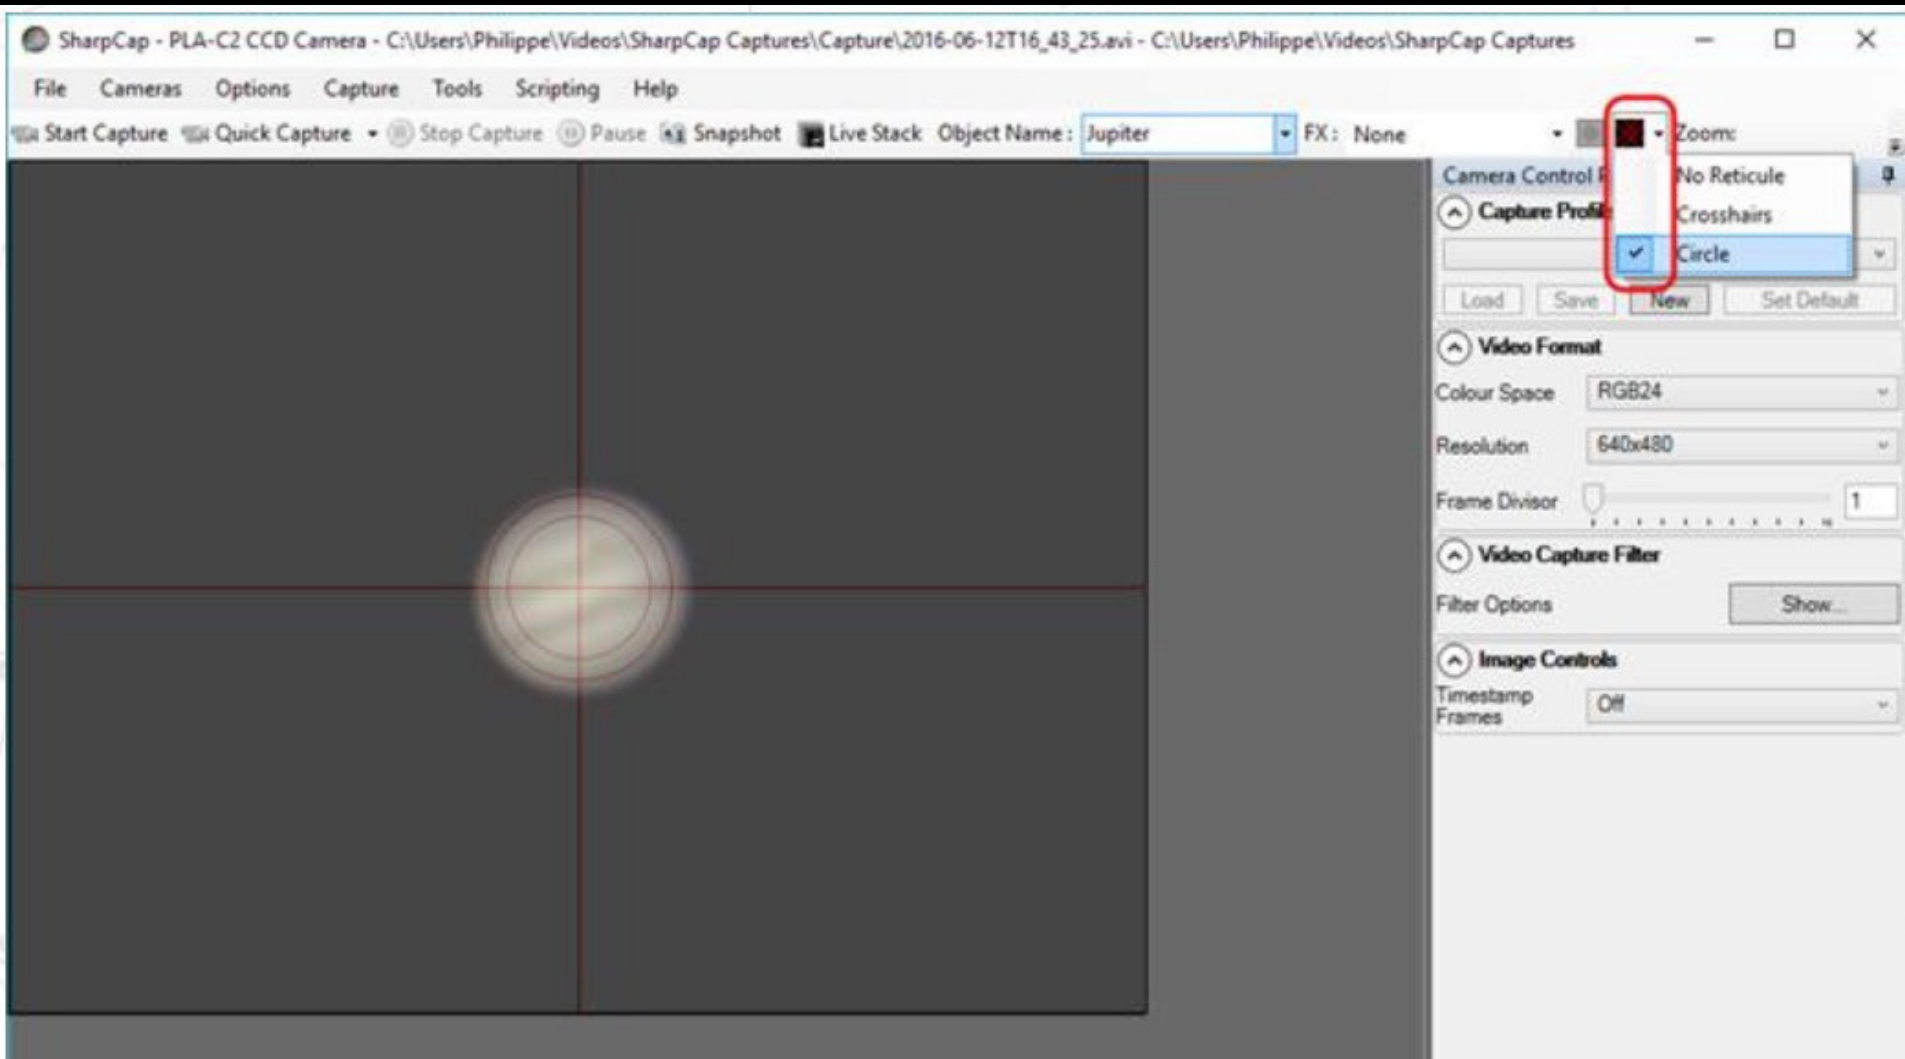 SharpCap - PLA-C2 CCD Camera - C:\Users\Philippe\Videos\SharpCap Captures\Capture\2016-06-12T16_43_25.avi - C:\Users\Philippe\Videos\SharpCap Captures
File Cameras Options Capture Tools Scripting Help
Start Capture Quick Capture Stop Capture Pause Snapshot Live Stack Object Name : Jupiter FX : None Zoom:
Camera Control
No Reticule
Capture Profil
Crosshairs
Circle
Load Save New Set Default
Video Format
Colour Space RGB24
Resolution 640x480
Frame Divisor 1
Video Capture Filter
Filter Options Show...
Image Controls
Timestamp Frames Off